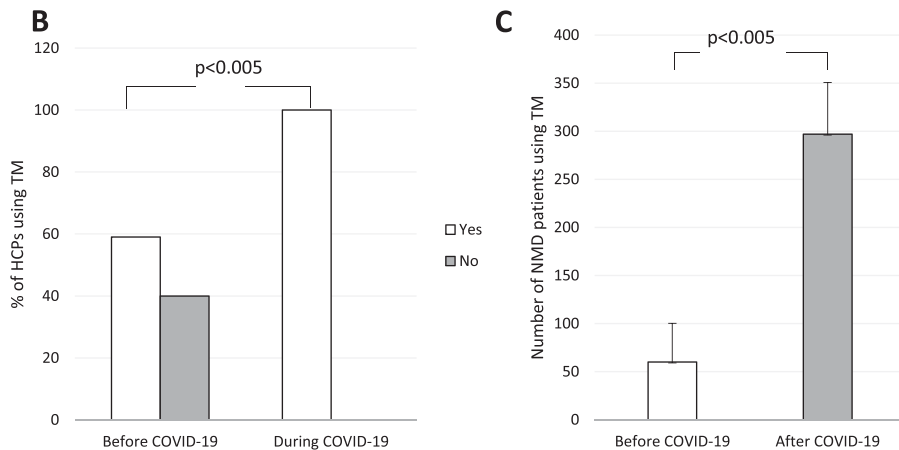 B
120
100
80
60
40
20
0
% of HCPs using TM
p<0.005
Before COVID-19
During COVID-19
Yes
No
C
400
350
300
250
200
150
100
50
0
Number of NMD patients using TM
p<0.005
Before COVID-19
After COVID-19